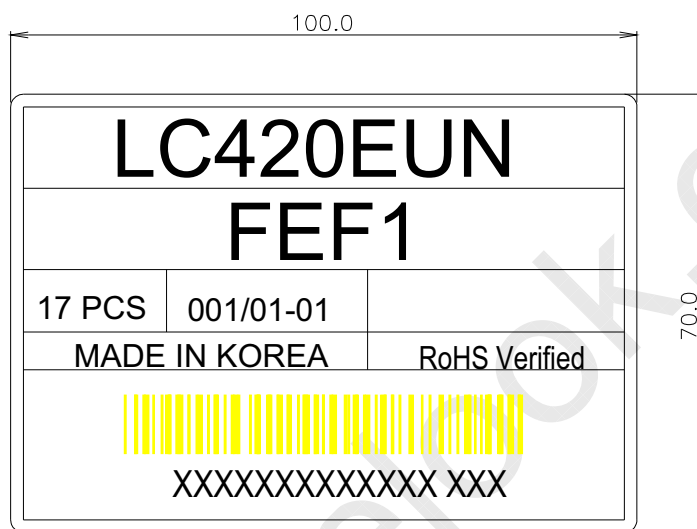 100.0
LC420EUN
FEF1
17 PCS 001/01-01
70.0
MADE IN KOREA RoHS Verified
XXXXXXXXXXXXX XXX